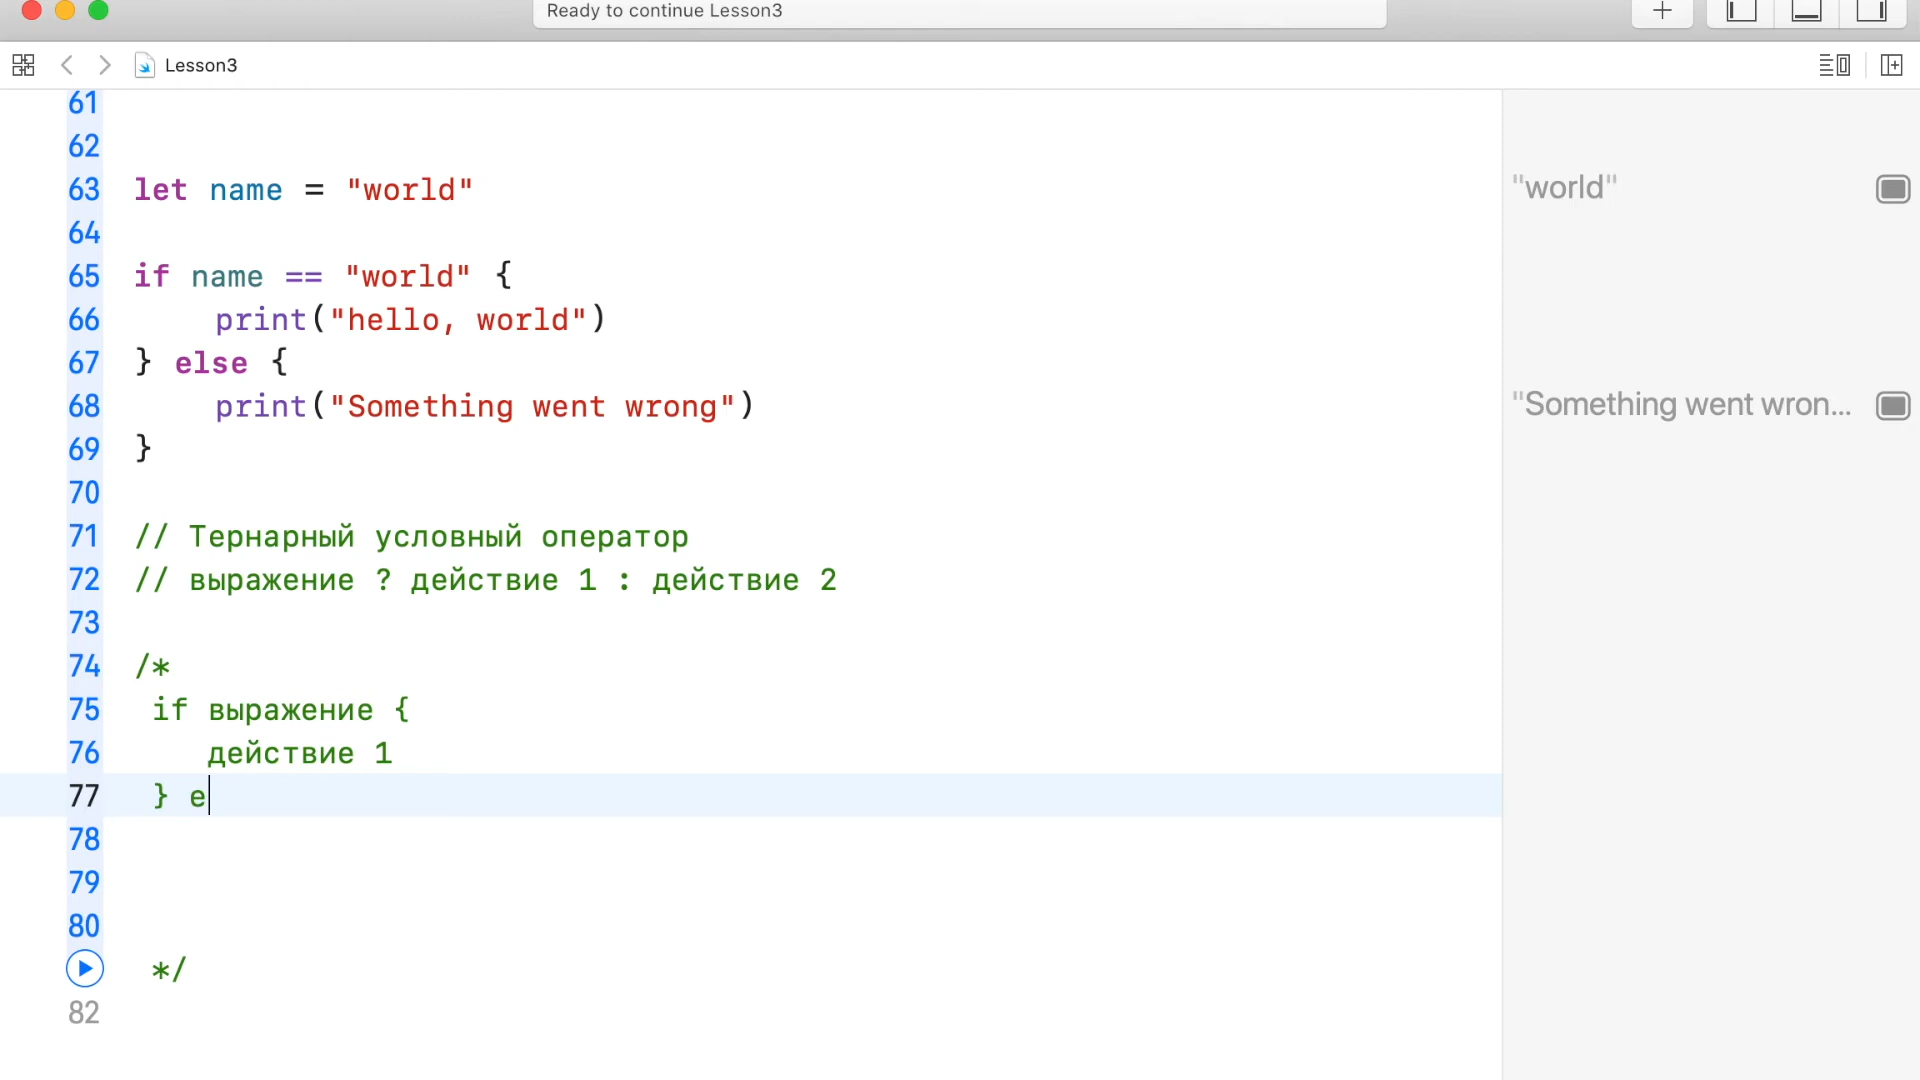 Ready to continue Lesson3
Lesson3
61
62
63 let name = "world"
"world"
64
65 if name == "world" {
66 print("hello, world")
67 } else {
68 print("Something went wrong")
"Something went wron...
69 }
70
71 // Тернарный условный оператор
72 // выражение ? действие 1 : действие 2
73
74 /*
75 if выражение {
76 действие 1
77 } e
78
79
80
*/
82